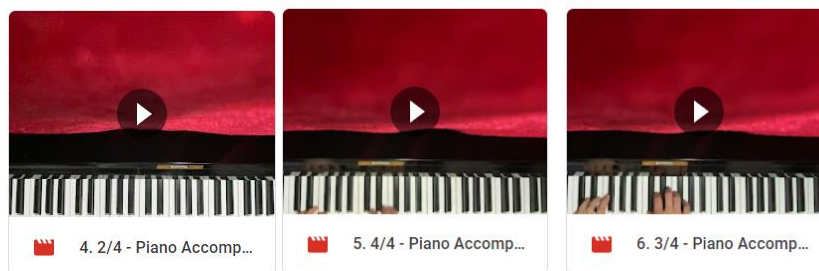 4. 2/4 - Piano Accomp...
5. 4/4 - Piano Accomp...
6. 3/4 - Piano Accomp...